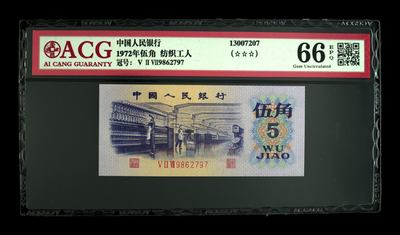 ACG
AI CANG GUARANTY
中国人民银行
1972年伍角 纺织工人
冠号: V II VII9862797
13007207
(☆☆☆)
66 EPQ
Gem Uncirculated
中国人民银行
伍角
5
WU
JIAO
V II VII 9862797